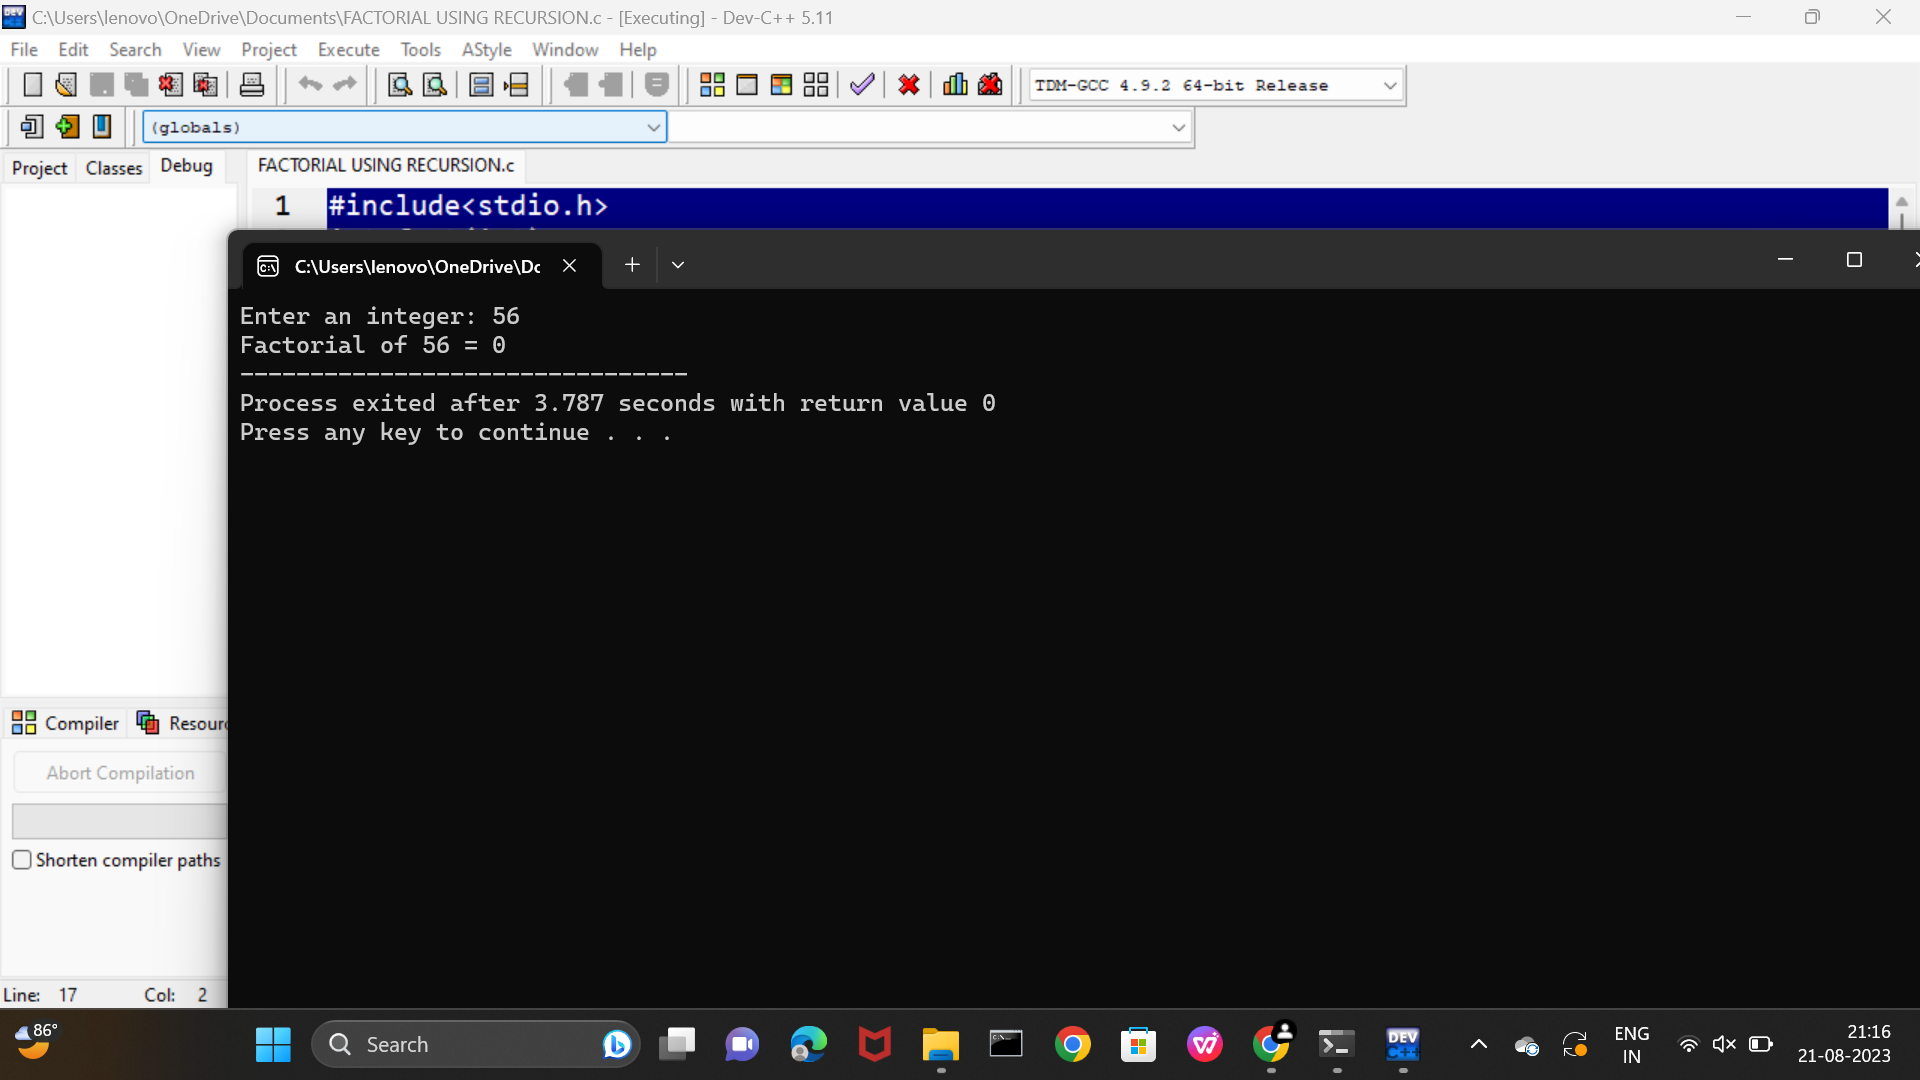 C:\Users\lenovo\OneDrive\Documents\FACTORIAL USING RECURSION.c - [Executing] - Dev-C++ 5.11
File Edit Search View Project Execute Tools AStyle Window Help
TDM-GCC 4.9.2 64-bit Release
(globals)
Project Classes Debug FACTORIAL USING RECURSION.c
1 #include<stdio.h>
C:\Users\lenovo\OneDrive\Dc
Enter an integer: 56
Factorial of 56 = 0
--------------------------------
Process exited after 3.787 seconds with return value 0
Press any key to continue . . .
Compiler Resour
Abort Compilation
Shorten compiler paths
Line: 17 Col: 2
86°
Search
DEV
C++
ENG
IN
21:16
21-08-2023